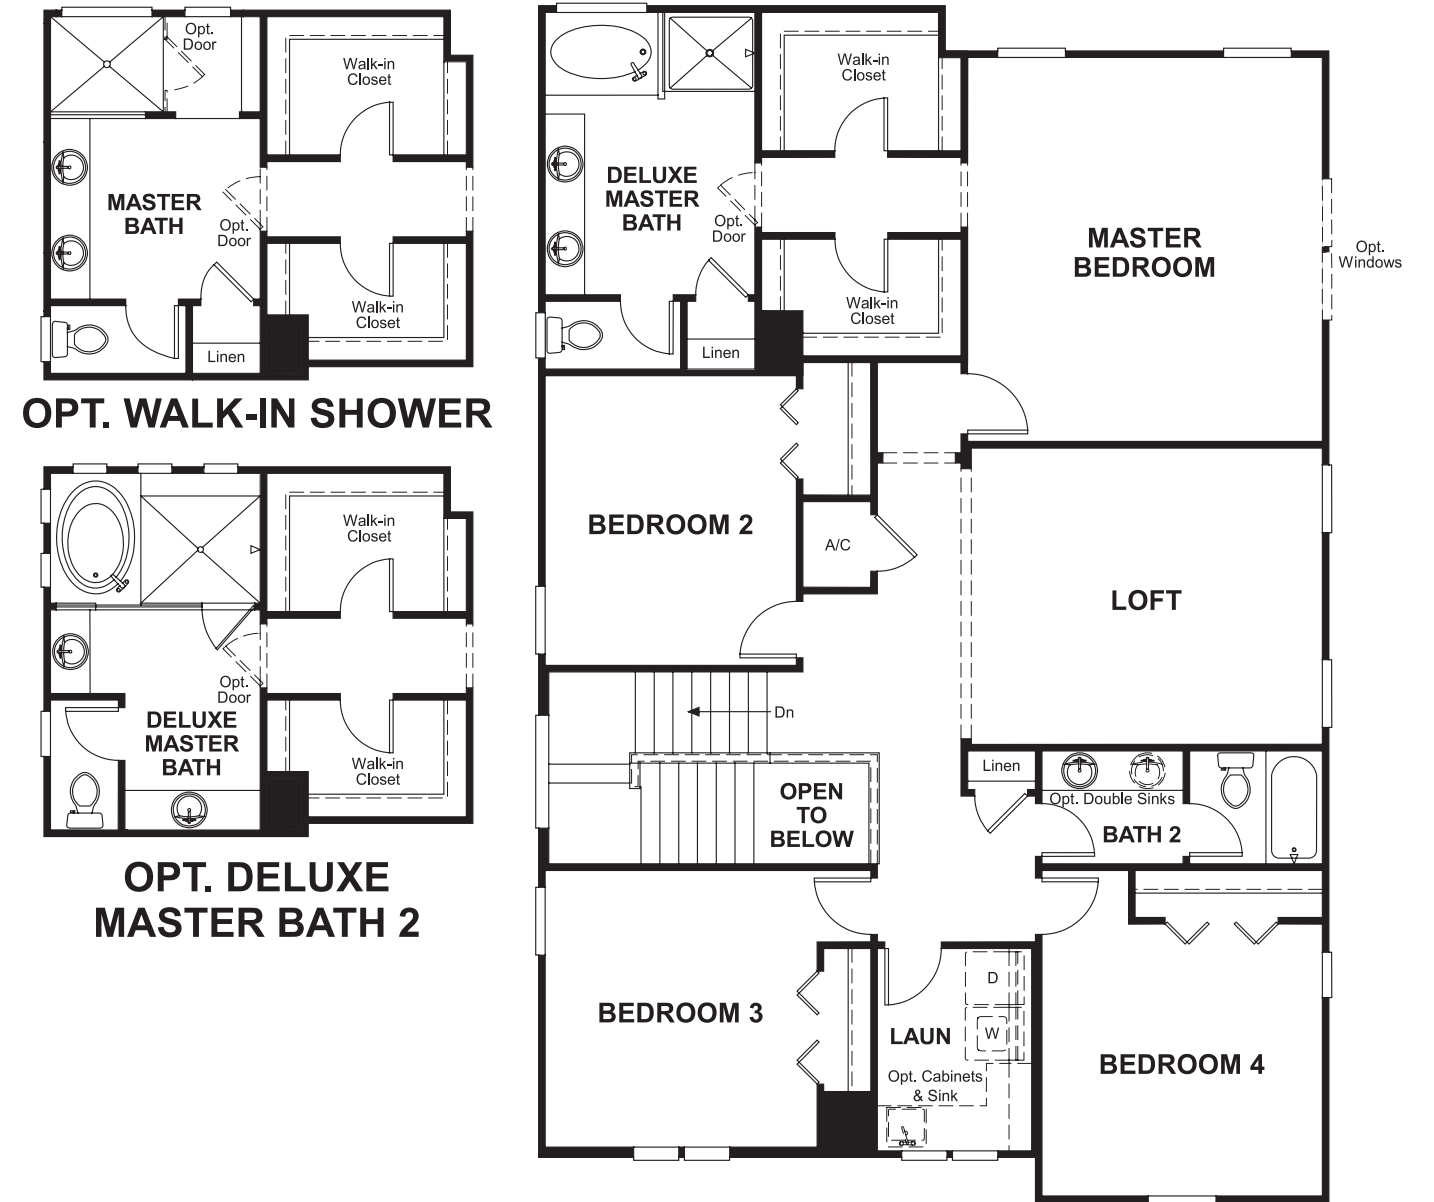 Opt.
Door
Walk-in
Closet
MASTER
BATH
Opt.
Door
Walk-in
Closet
Linen
OPT. WALK-IN SHOWER
Walk-in
Closet
Opt.
Door
DELUXE
MASTER
BATH
Walk-in
Closet
OPT. DELUXE
MASTER BATH 2
Walk-in
Closet
DELUXE
MASTER
BATH
Opt.
Door
Walk-in
Closet
Linen
MASTER
BEDROOM
Opt.
Windows
BEDROOM 2
A/C
LOFT
Dn
OPEN
TO
BELOW
Linen
Opt. Double Sinks
BATH 2
BEDROOM 3
D
W
LAUN
Opt. Cabinets
& Sink
BEDROOM 4